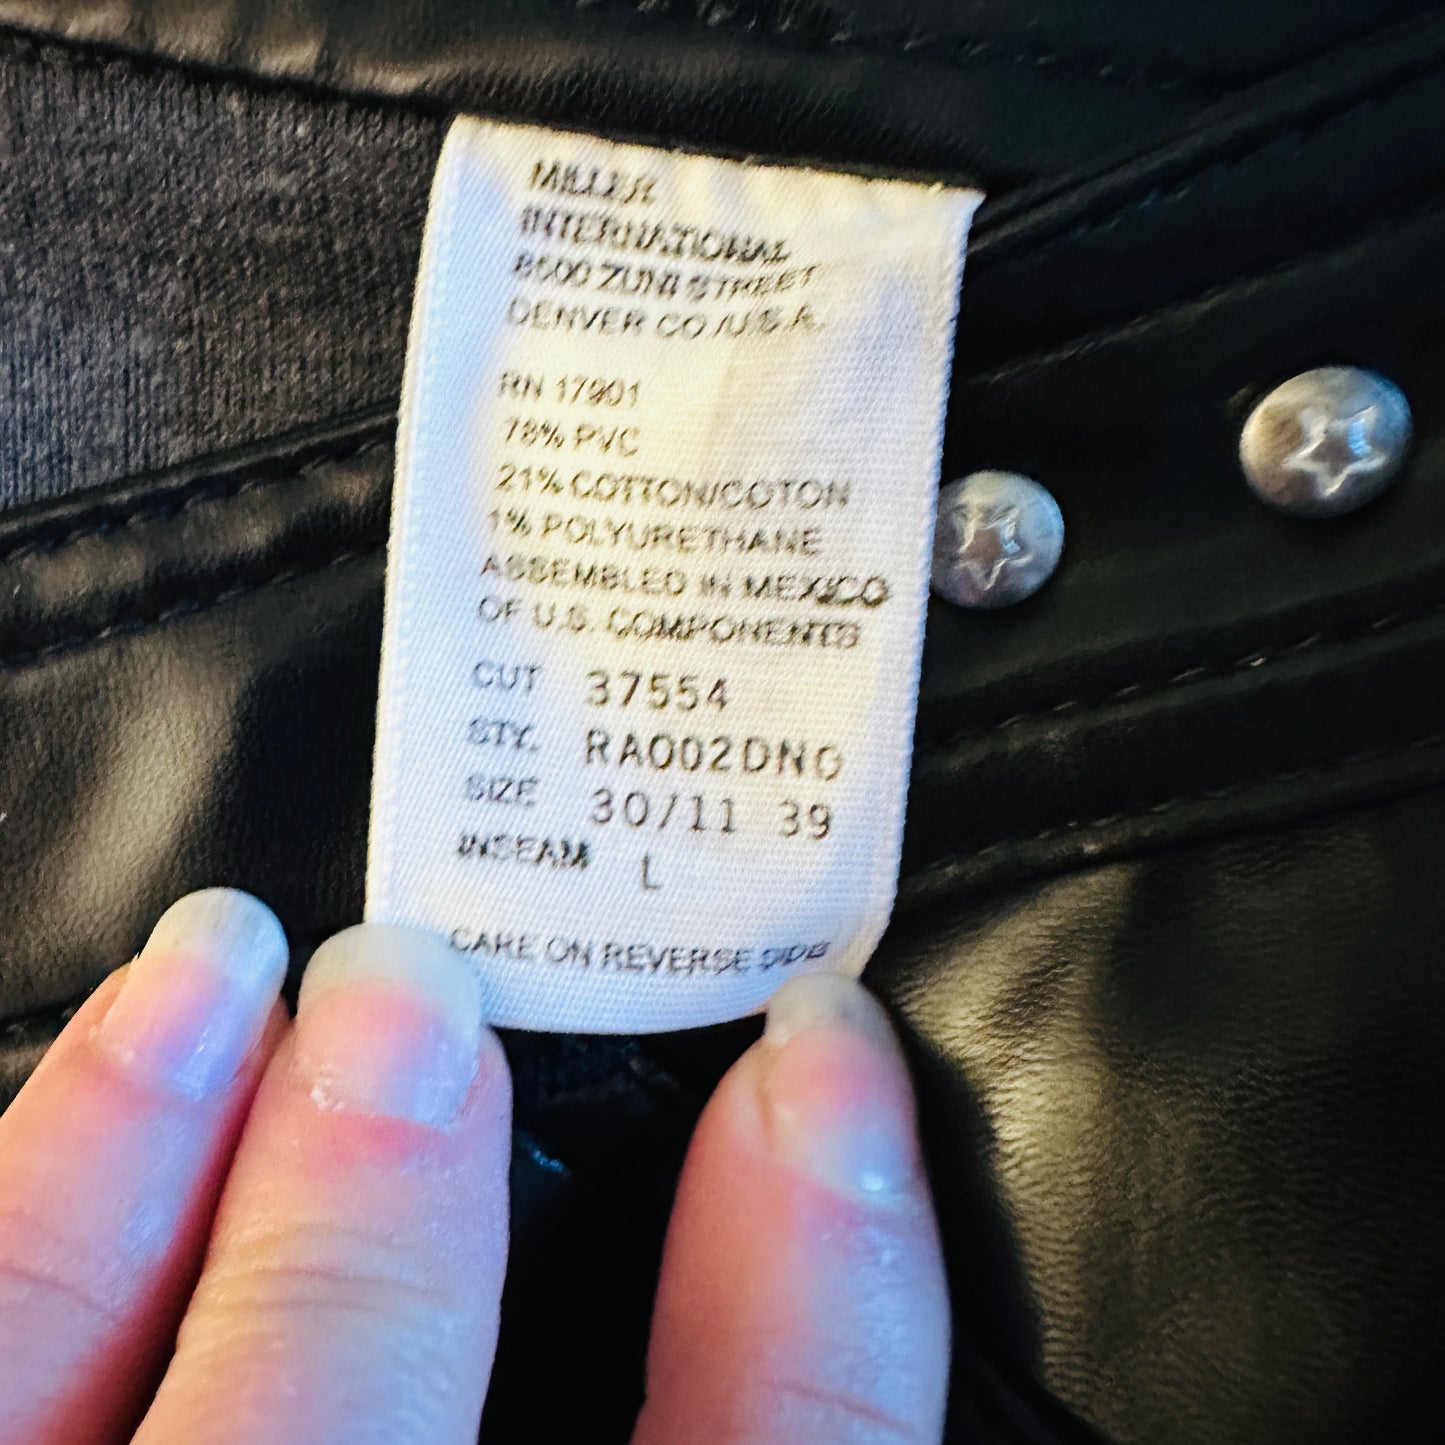 MILLER
INTERNATIONAL
8500 ZUNI STREET
DENVER CO /U.S.A.
RN 17901
78% PVC
21% COTTON/COTON
1% POLYURETHANE
ASSEMBLED IN MEXICO
OF U.S. COMPONENTS
CUT 37554
STY. RA002DNO
SIZE 30/11 39
INSEAM L
CARE ON REVERSE SIDE